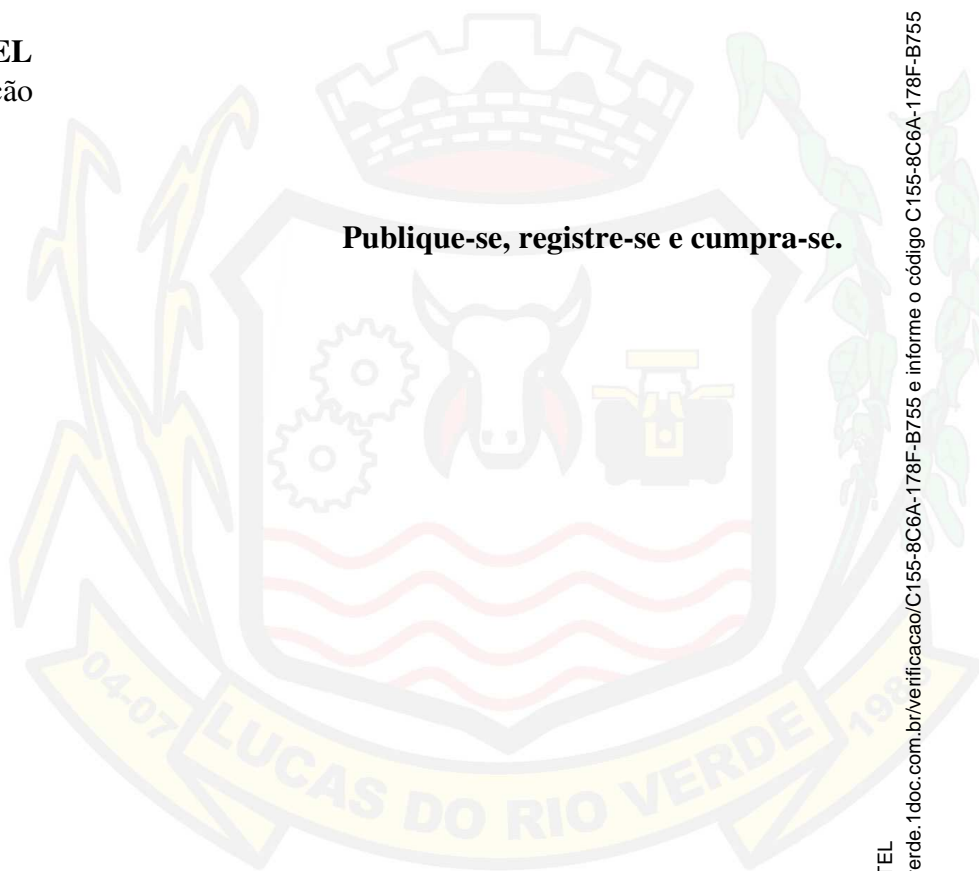 EL
ção
Publique-se, registre-se e cumpra-se.
04-07
LUCAS DO RIO VERDE
1988
TEL
erde.1doc.com.br/verificacao/C155-8C6A-178F-B755 e informe o código C155-8C6A-178F-B755